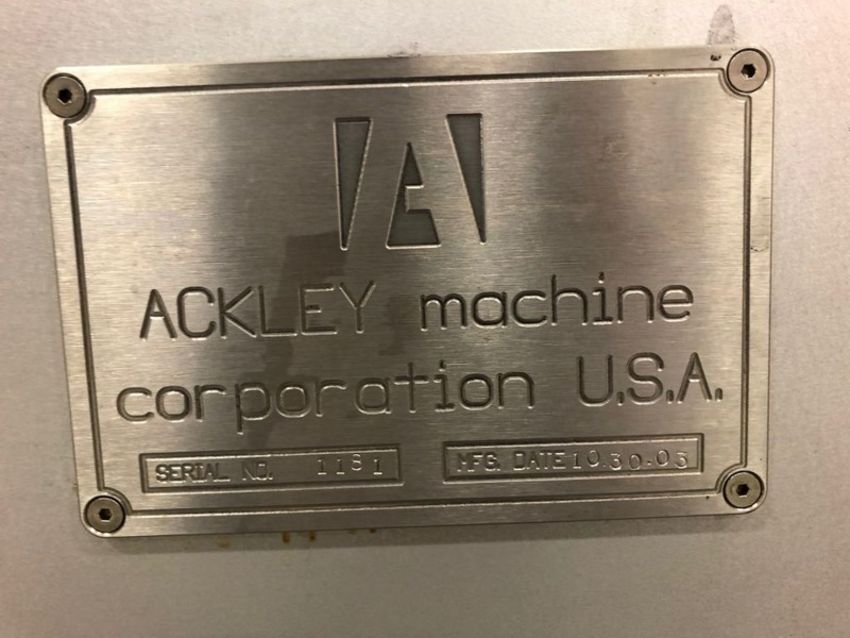 ACKLEY machine
corporation U.S.A.
SERIAL NO. 1181 MFG. DATE 10.30.03